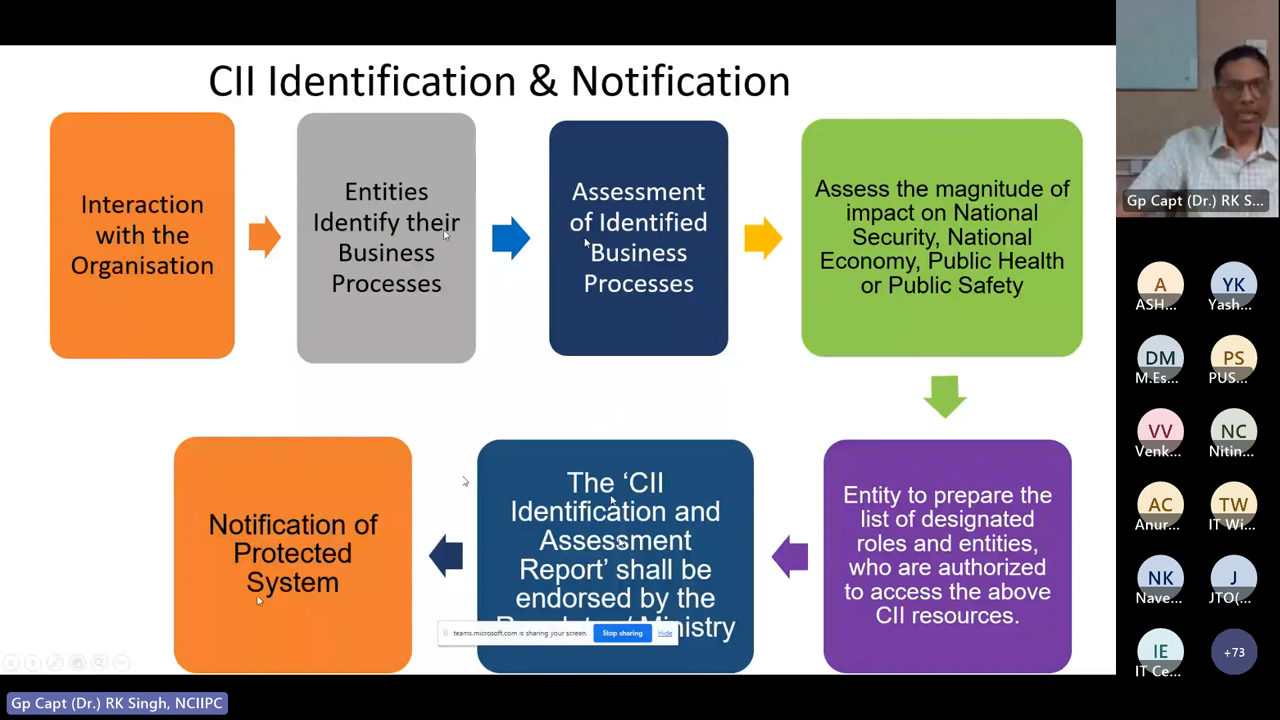 CII Identification & Notification
Interaction
with the
Organisation
Entities
Identify their
Business
Processes
Assessment
of Identified
Business
Processes
Assess the magnitude of
impact on National
Security, National
Economy, Public Health
or Public Safety
Entity to prepare the
list of designated
roles and entities,
who are authorized
to access the above
CII resources.
The ‘CII
Identification and
Assessment
Report’ shall be
endorsed by the
Ministry
Notification of
Protected
System
teams.microsoft.com is sharing your screen.
Stop sharing
Hide
Gp Capt (Dr.) RK S...
A
ASH...
YK
Yash...
DM
M.Es...
PS
PUS...
VV
Venk...
NC
Nitin...
AC
Anur...
TW
IT Wi...
NK
Nave...
J
JTO(...
IE
IT Ce...
+73
Gp Capt (Dr.) RK Singh, NCIIPC